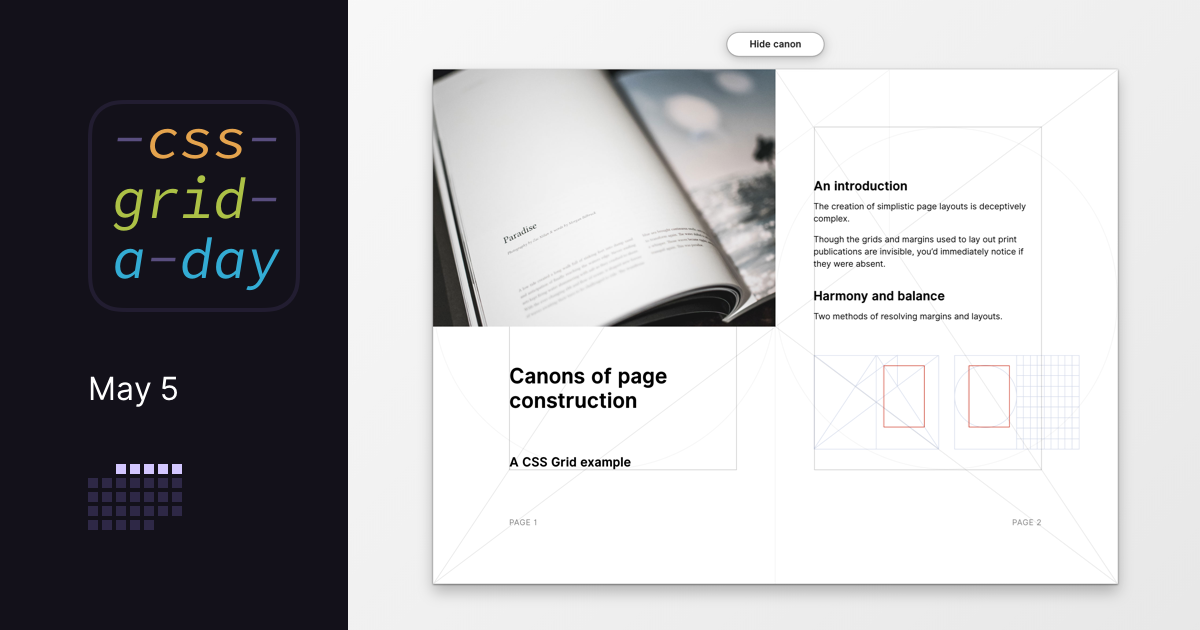 -css-
grid-
a-day
May 5
Hide canon
Paradise
Canons of page
construction
A CSS Grid example
PAGE 1
An introduction
The creation of simplistic page layouts is deceptively
complex.
Though the grids and margins used to lay out print
publications are invisible, you'd immediately notice if
they were absent.
Harmony and balance
Two methods of resolving margins and layouts.
PAGE 2